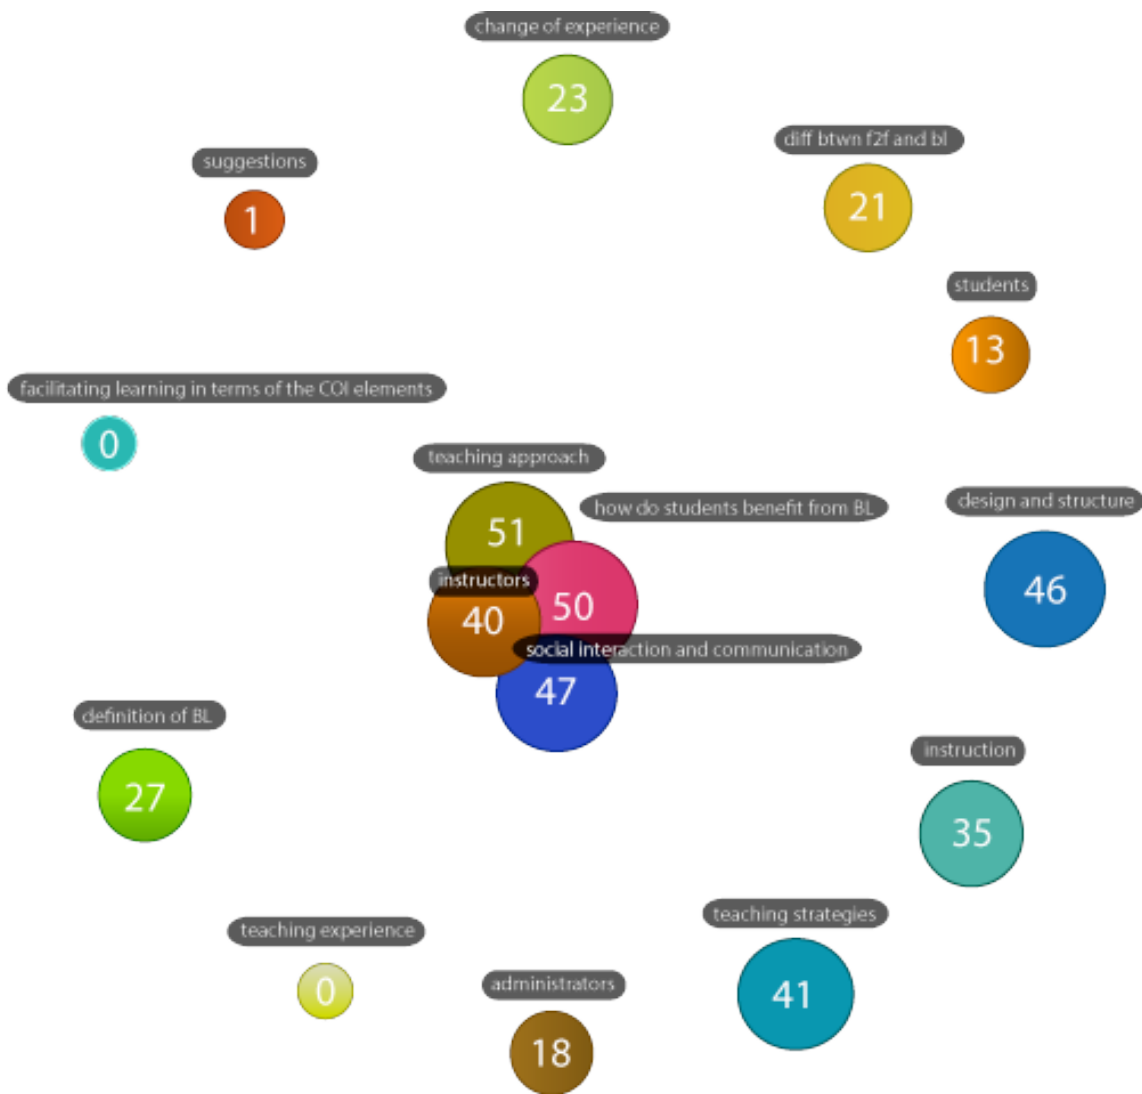 change of experience
23
diff btwn f2f and bl
21
suggestions
1
students
13
facilitating learning in terms of the COI elements
0
teaching approach
51
how do students benefit from BL
50
design and structure
46
instructors
40
social interaction and communication
47
definition of BL
27
instruction
35
teaching strategies
41
teaching experience
0
administrators
18